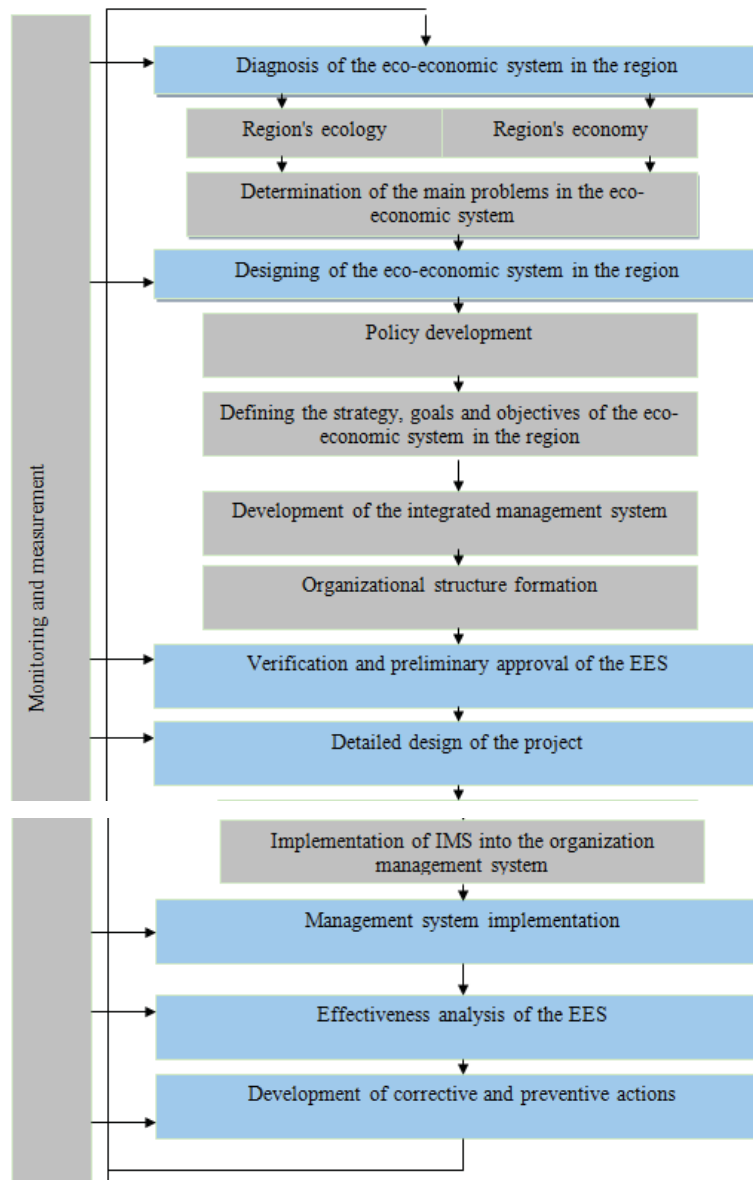 Monitoring and measurement
Diagnosis of the eco-economic system in the region
Region's ecology
Region's economy
Determination of the main problems in the eco-
economic system
Designing of the eco-economic system in the region
Policy development
Defining the strategy, goals and objectives of the eco-
economic system in the region
Development of the integrated management system
Organizational structure formation
Verification and preliminary approval of the EES
Detailed design of the project
Implementation of IMS into the organization
management system
Management system implementation
Effectiveness analysis of the EES
Development of corrective and preventive actions